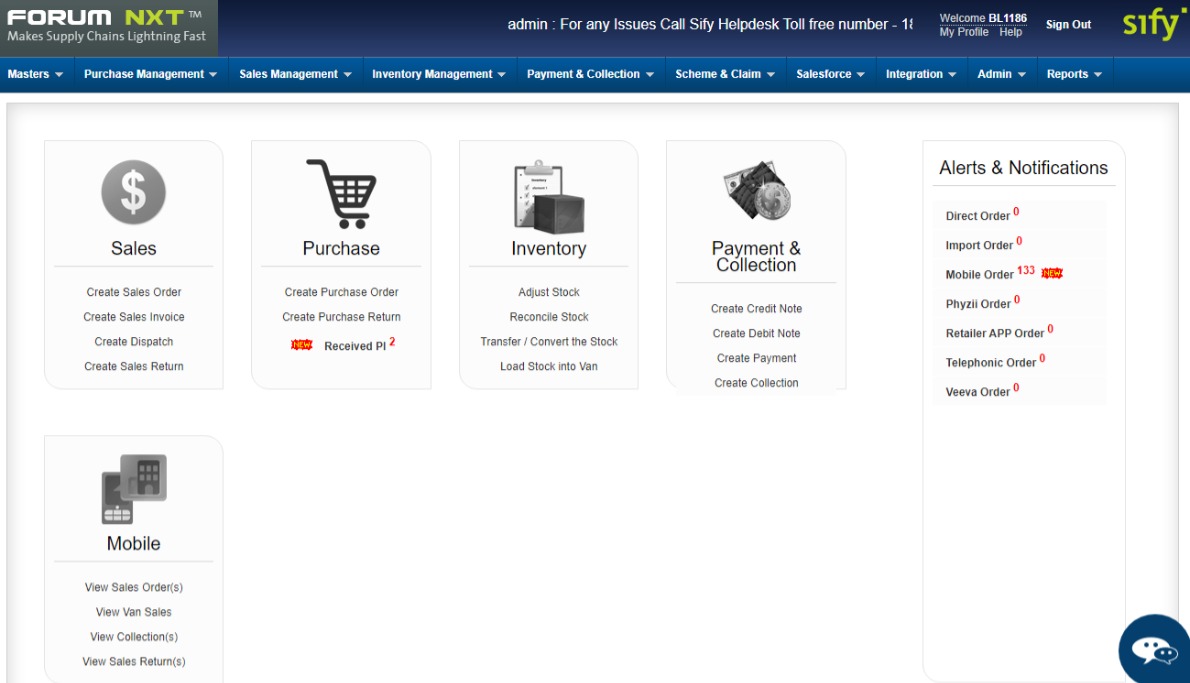 FORUM NXT™
Makes Supply Chains Lightning Fast
admin : For any Issues Call Sify Helpdesk Toll free number - 18
Welcome BL1186
My Profile Help
Sign Out
sify
Masters
Purchase Management
Sales Management
Inventory Management
Payment & Collection
Scheme & Claim
Salesforce
Integration
Admin
Reports
Sales
Create Sales Order
Create Sales Invoice
Create Dispatch
Create Sales Return
Purchase
Create Purchase Order
Create Purchase Return
NEW Received PI 2
Inventory
Inventory
Adjust Stock
Reconcile Stock
Transfer / Convert the Stock
Load Stock into Van
Payment &
Collection
Create Credit Note
Create Debit Note
Create Payment
Create Collection
Alerts & Notifications
Direct Order 0
Import Order 0
Mobile Order 133 NEW
Phyzii Order 0
Retailer APP Order 0
Telephonic Order 0
Veeva Order 0
Mobile
View Sales Order(s)
View Van Sales
View Collection(s)
View Sales Return(s)